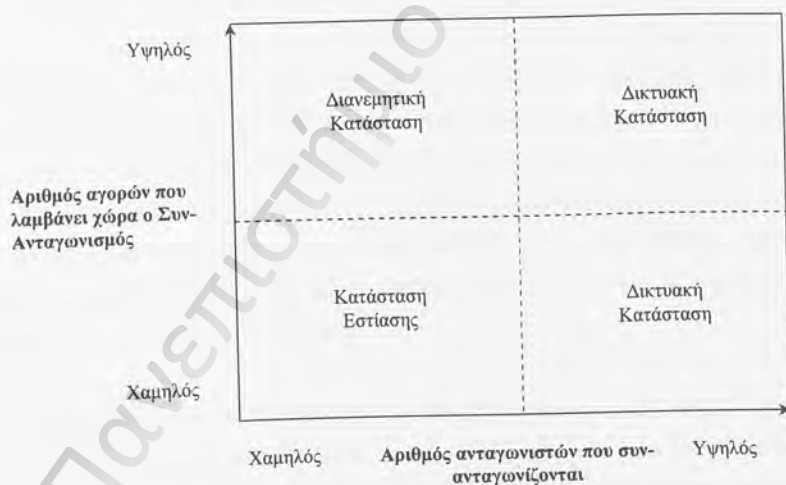 Υψηλός
Διανεμητική
Κατάσταση
Δικτυακή
Κατάσταση
Αριθμός αγορών που
λαμβάνει χώρα ο Συν-
Ανταγωνισμός
Κατάσταση
Εστίασης
Δικτυακή
Κατάσταση
Χαμηλός
Χαμηλός
Αριθμός ανταγωνιστών που συν-
ανταγωνίζονται
Υψηλός
Πανεπιστήμιο